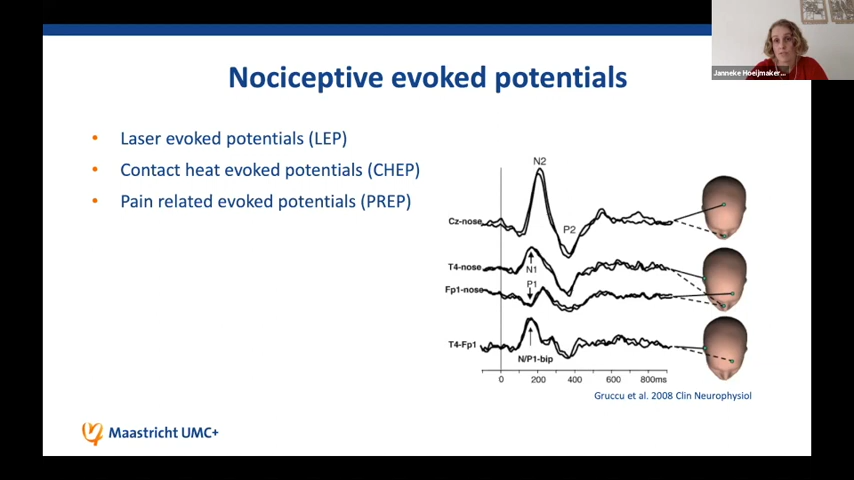 Janneke Hoeijmaker...
Nociceptive evoked potentials
• Laser evoked potentials (LEP)
• Contact heat evoked potentials (CHEP)
• Pain related evoked potentials (PREP)
N2
Cz-nose
P2
T4-nose
N1
Fp1-nose
P1
T4-Fp1
N/P1-bip
0 200 400 600 800ms
Gruccu et al. 2008 Clin Neurophysiol
Maastricht UMC+